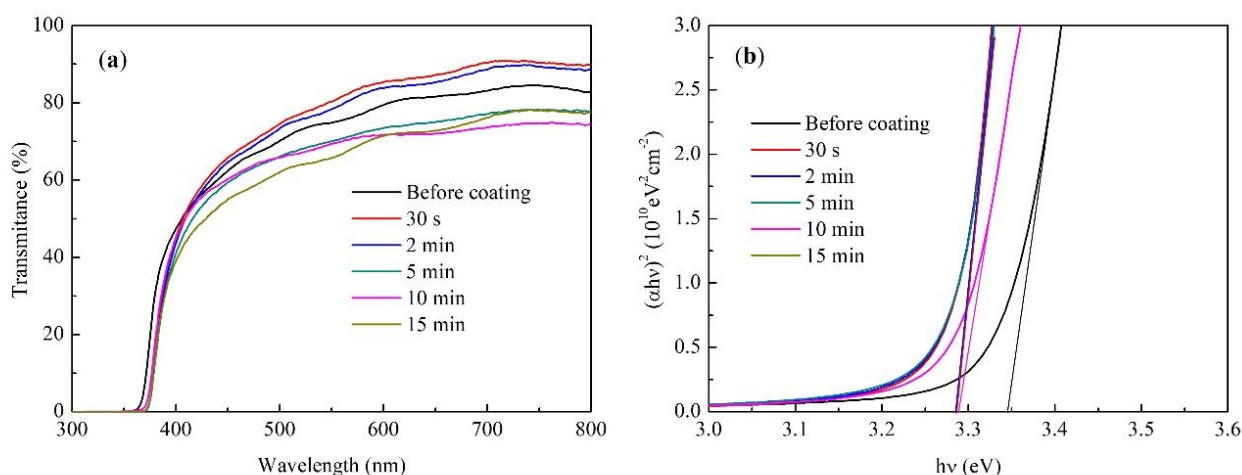 (a)
Transmitance (%)
100
80
60
40
20
0
Before coating
30 s
2 min
5 min
10 min
15 min
300 400 500 600 700 800
Wavelength (nm)
(b)
(αhν)² (10¹⁰eV²cm⁻²)
3.0
2.5
2.0
1.5
1.0
0.5
0.0
Before coating
30 s
2 min
5 min
10 min
15 min
3.0 3.1 3.2 3.3 3.4 3.5 3.6
hν (eV)